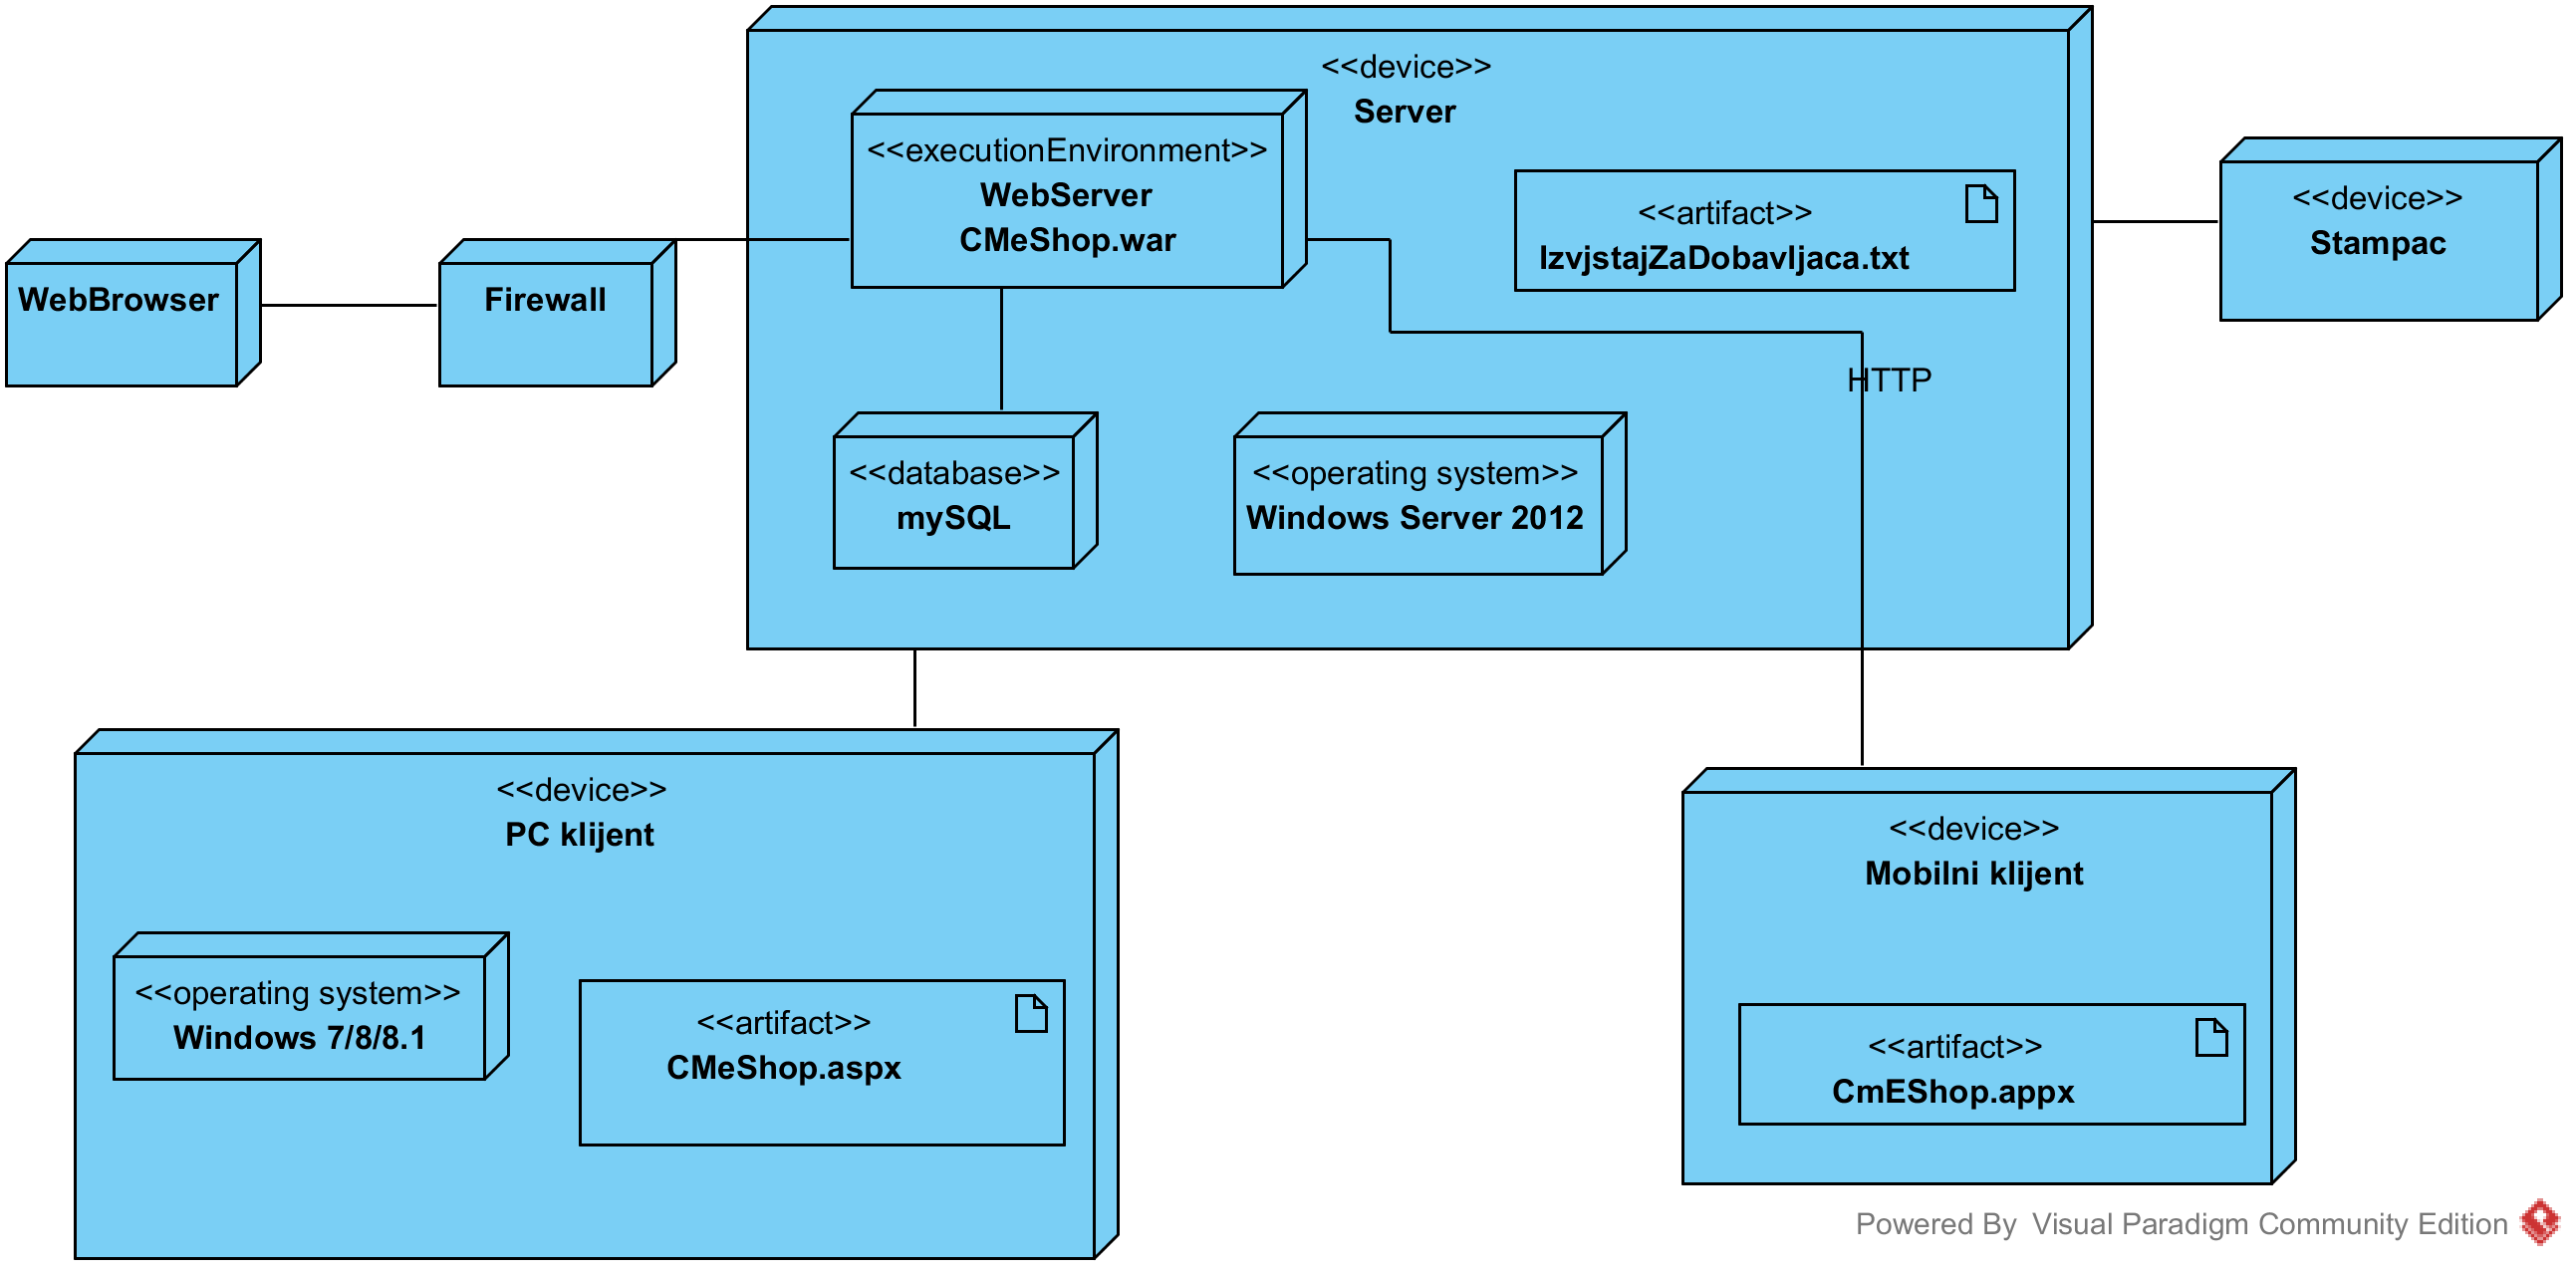 <<device>>
Server
<<executionEnvironment>>
WebServer
CMeShop.war
<<artifact>>
IzvjstajZaDobavljaca.txt
<<device>>
Stampac
WebBrowser
Firewall
HTTP
<<database>>
mySQL
<<operating system>>
Windows Server 2012
<<device>>
PC klijent
<<operating system>>
Windows 7/8/8.1
<<artifact>>
CMeShop.aspx
<<device>>
Mobilni klijent
<<artifact>>
CmEShop.appx
Powered By Visual Paradigm Community Edition